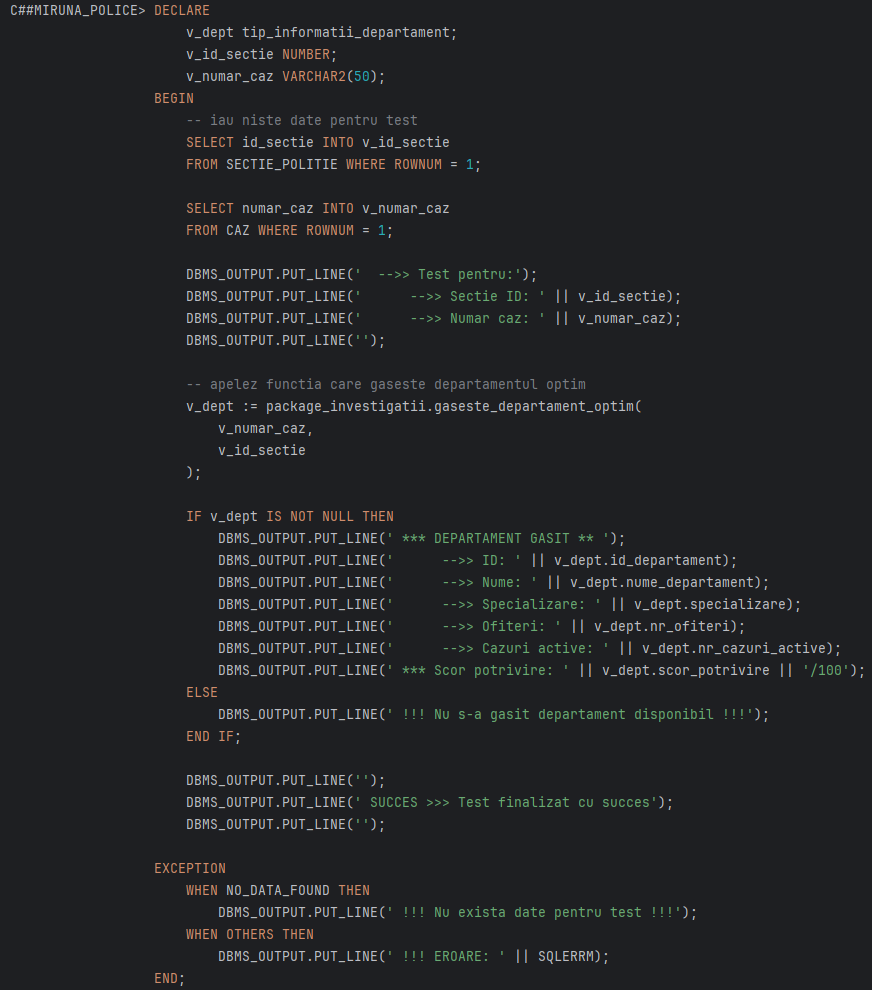 C##MIRUNA_POLICE> DECLARE
                      v_dept tip_informatii_departament;
                      v_id_sectie NUMBER;
                      v_numar_caz VARCHAR2(50);
                  BEGIN
                      -- iau niste date pentru test
                      SELECT id_sectie INTO v_id_sectie
                      FROM SECTIE_POLITIE WHERE ROWNUM = 1;

                      SELECT numar_caz INTO v_numar_caz
                      FROM CAZ WHERE ROWNUM = 1;

                      DBMS_OUTPUT.PUT_LINE('  -->> Test pentru:');
                      DBMS_OUTPUT.PUT_LINE('      -->> Sectie ID: ' || v_id_sectie);
                      DBMS_OUTPUT.PUT_LINE('      -->> Numar caz: ' || v_numar_caz);
                      DBMS_OUTPUT.PUT_LINE('');

                      -- apelez functia care gaseste departamentul optim
                      v_dept := package_investigatii.gaseste_departament_optim(
                          v_numar_caz,
                          v_id_sectie
                      );

                      IF v_dept IS NOT NULL THEN
                          DBMS_OUTPUT.PUT_LINE(' *** DEPARTAMENT GASIT ** ');
                          DBMS_OUTPUT.PUT_LINE('      -->> ID: ' || v_dept.id_departament);
                          DBMS_OUTPUT.PUT_LINE('      -->> Nume: ' || v_dept.nume_departament);
                          DBMS_OUTPUT.PUT_LINE('      -->> Specializare: ' || v_dept.specializare);
                          DBMS_OUTPUT.PUT_LINE('      -->> Ofiteri: ' || v_dept.nr_ofiteri);
                          DBMS_OUTPUT.PUT_LINE('      -->> Cazuri active: ' || v_dept.nr_cazuri_active);
                          DBMS_OUTPUT.PUT_LINE(' *** Scor potrivire: ' || v_dept.scor_potrivire || '/100');
                      ELSE
                          DBMS_OUTPUT.PUT_LINE(' !!! Nu s-a gasit departament disponibil !!!');
                      END IF;

                      DBMS_OUTPUT.PUT_LINE('');
                      DBMS_OUTPUT.PUT_LINE(' SUCCES >>> Test finalizat cu succes');
                      DBMS_OUTPUT.PUT_LINE('');

                  EXCEPTION
                      WHEN NO_DATA_FOUND THEN
                          DBMS_OUTPUT.PUT_LINE(' !!! Nu exista date pentru test !!!');
                      WHEN OTHERS THEN
                          DBMS_OUTPUT.PUT_LINE(' !!! EROARE: ' || SQLERRM);
                  END;